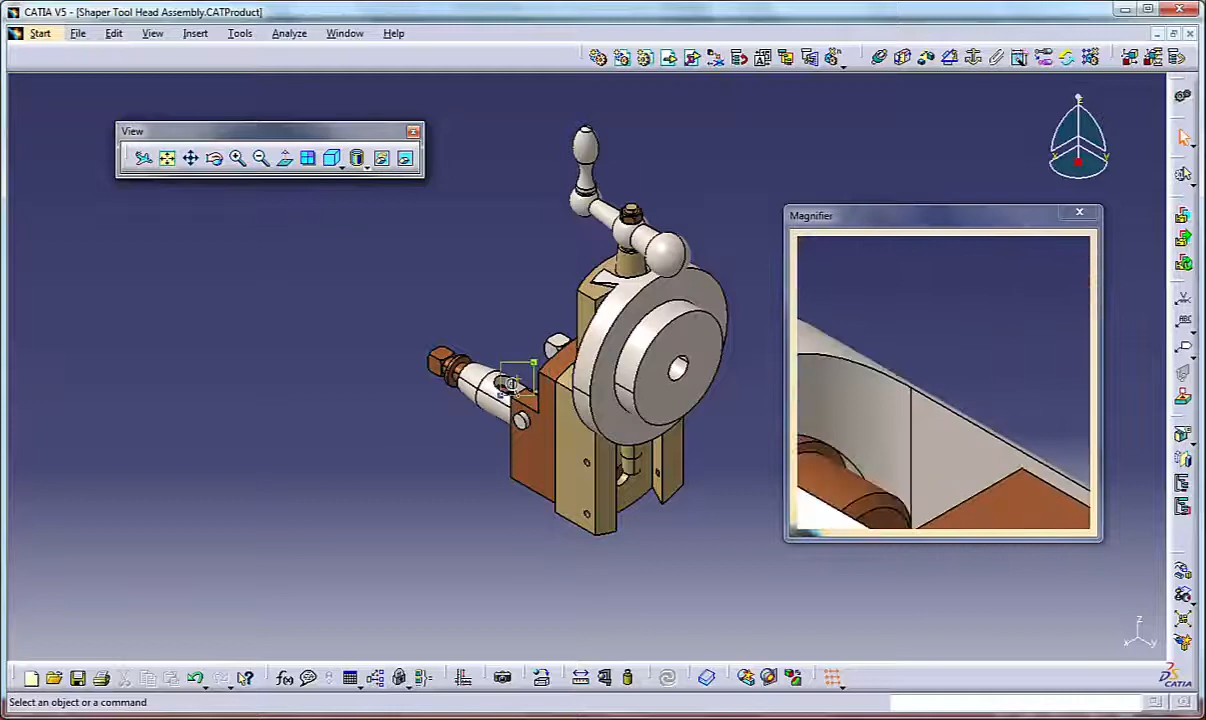 CATIA V5 - [Shaper Tool Head Assembly.CATProduct]
Start File Edit View Insert Tools Analyze Window Help
View
Magnifier
z
x y
CATIA
Select an object or a command